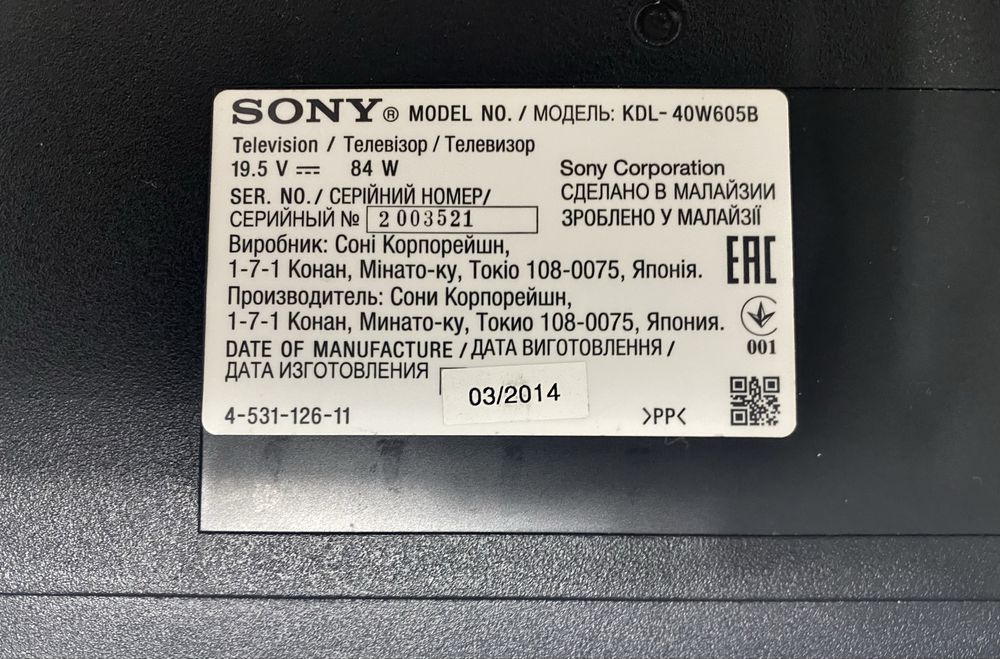 SONY® MODEL NO. / МОДЕЛЬ: KDL-40W605B
Television / Телевізор / Телевизор
19.5 V ⎓ 84 W
Sony Corporation
SER. NO. / СЕРІЙНИЙ НОМЕР/
СДЕЛАНО В МАЛАЙЗИИ
СЕРИЙНЫЙ № 2 003521
ЗРОБЛЕНО У МАЛАЙЗІЇ
Виробник: Соні Корпорейшн,
1-7-1 Конан, Мінато-ку, Токіо 108-0075, Японія.
EAC
Производитель: Сони Корпорейшн,
1-7-1 Конан, Минато-ку, Токио 108-0075, Япония.
001
DATE OF MANUFACTURE / ДАТА ВИГОТОВЛЕННЯ /
ДАТА ИЗГОТОВЛЕНИЯ
03/2014
4-531-126-11
>PP<